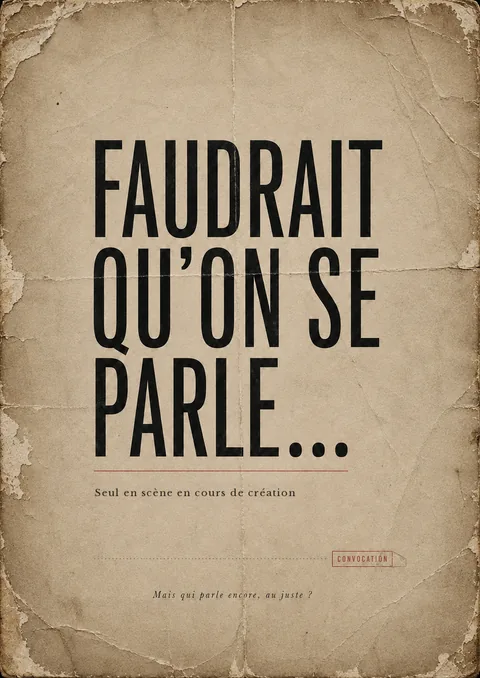 FAUDRAIT
QU’ON SE
PARLE...
Seul en scène en cours de création
CONVOCATION
Mais qui parle encore, au juste ?